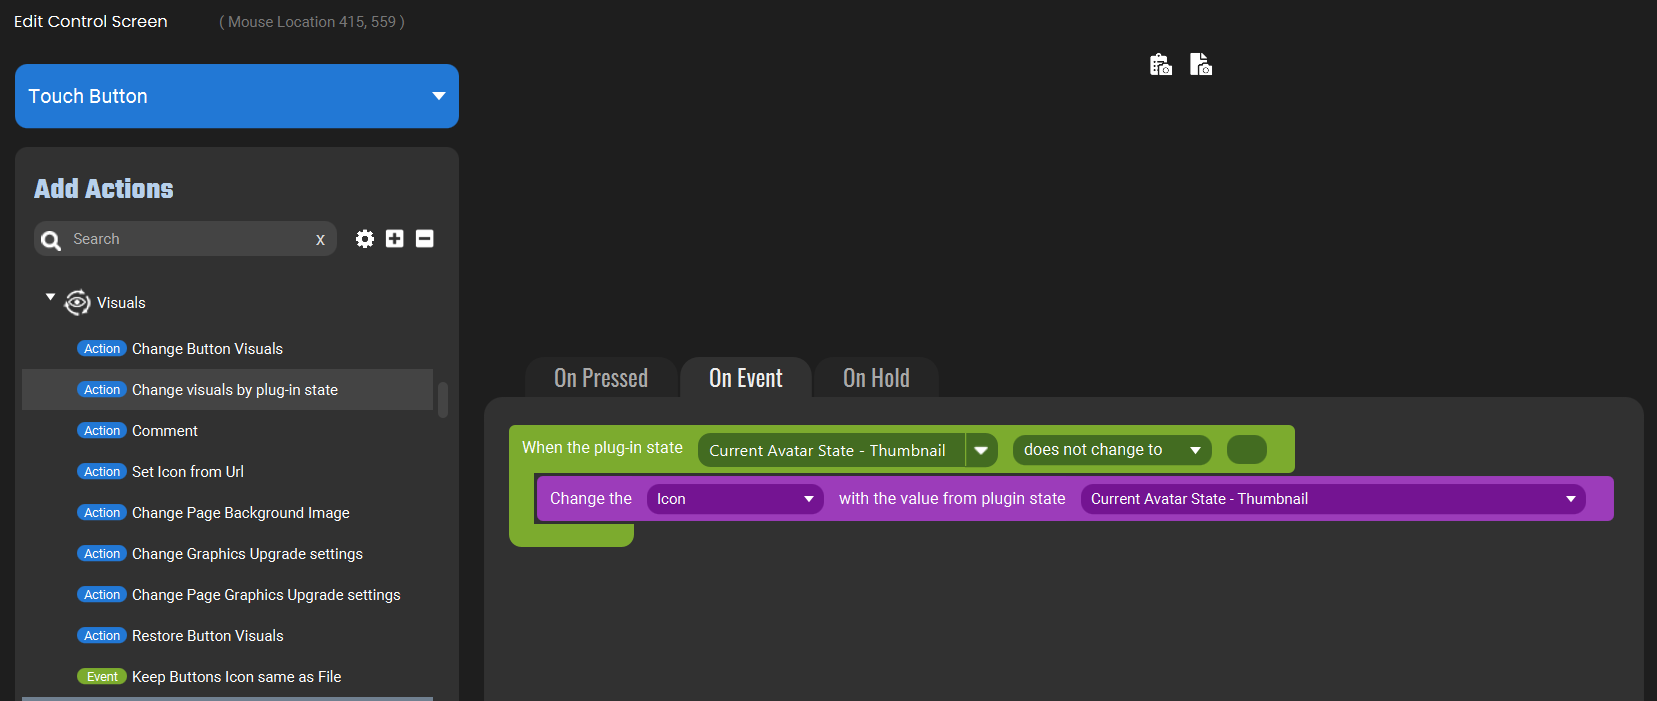 Edit Control Screen ( Mouse Location 415, 559 )
Touch Button
Add Actions
Search x
Visuals
Action Change Button Visuals
Action Change visuals by plug-in state
Action Comment
Action Set Icon from Url
Action Change Page Background Image
Action Change Graphics Upgrade settings
Action Change Page Graphics Upgrade settings
Action Restore Button Visuals
Event Keep Buttons Icon same as File
On Pressed On Event On Hold
When the plug-in state Current Avatar State - Thumbnail does not change to
Change the Icon with the value from plugin state Current Avatar State - Thumbnail